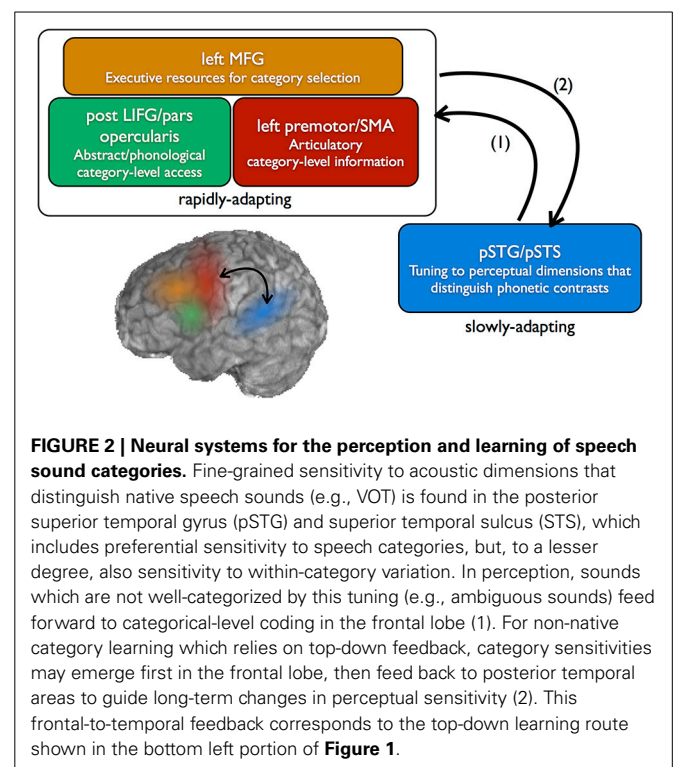 left MFG
Executive resources for category selection
post LIFG/pars
opercularis
Abstract/phonological
category-level access
left premotor/SMA
Articulatory
category-level information
rapidly-adapting
(2)
(1)
pSTG/pSTS
Tuning to perceptual dimensions that
distinguish phonetic contrasts
slowly-adapting
FIGURE 2 | Neural systems for the perception and learning of speech
sound categories. Fine-grained sensitivity to acoustic dimensions that
distinguish native speech sounds (e.g., VOT) is found in the posterior
superior temporal gyrus (pSTG) and superior temporal sulcus (STS), which
includes preferential sensitivity to speech categories, but, to a lesser
degree, also sensitivity to within-category variation. In perception, sounds
which are not well-categorized by this tuning (e.g., ambiguous sounds) feed
forward to categorical-level coding in the frontal lobe (1). For non-native
category learning which relies on top-down feedback, category sensitivities
may emerge first in the frontal lobe, then feed back to posterior temporal
areas to guide long-term changes in perceptual sensitivity (2). This
frontal-to-temporal feedback corresponds to the top-down learning route
shown in the bottom left portion of Figure 1.